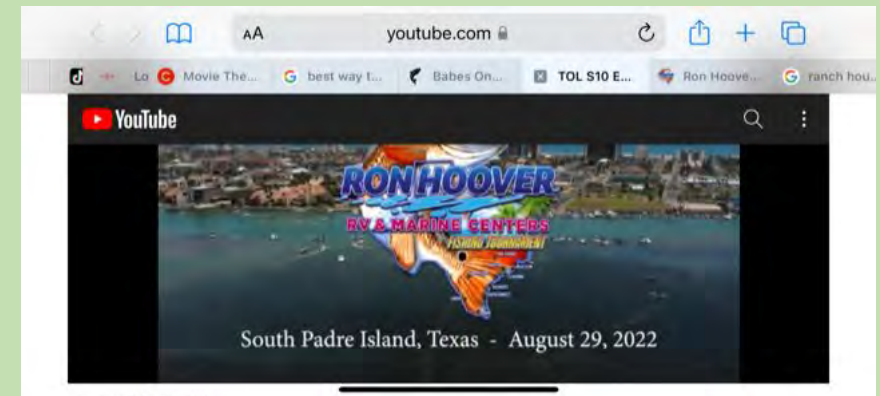 AA youtube.com
Lo Movie The... best way t... Babes On... TOL S10 E... Ron Hoove... ranch hou...
YouTube
RON HOOVER
RV & MARINE CENTERS
FISHING TOURNAMENT
South Padre Island, Texas - August 29, 2022